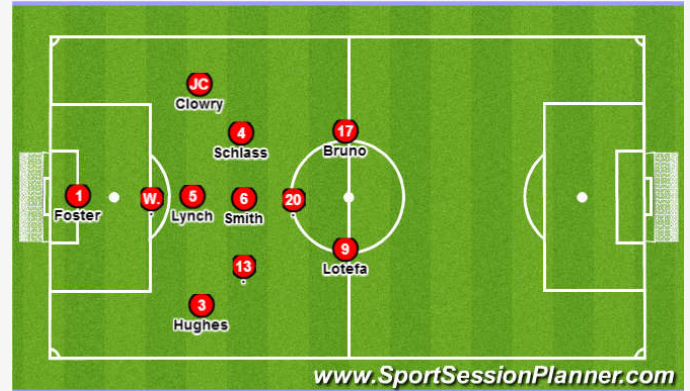 JC
Clowry
4
Schlass
17
Bruno
1
Foster
W.
5
Lynch
6
Smith
20
13
9
Lotefa
3
Hughes
www.SportSessionPlanner.com